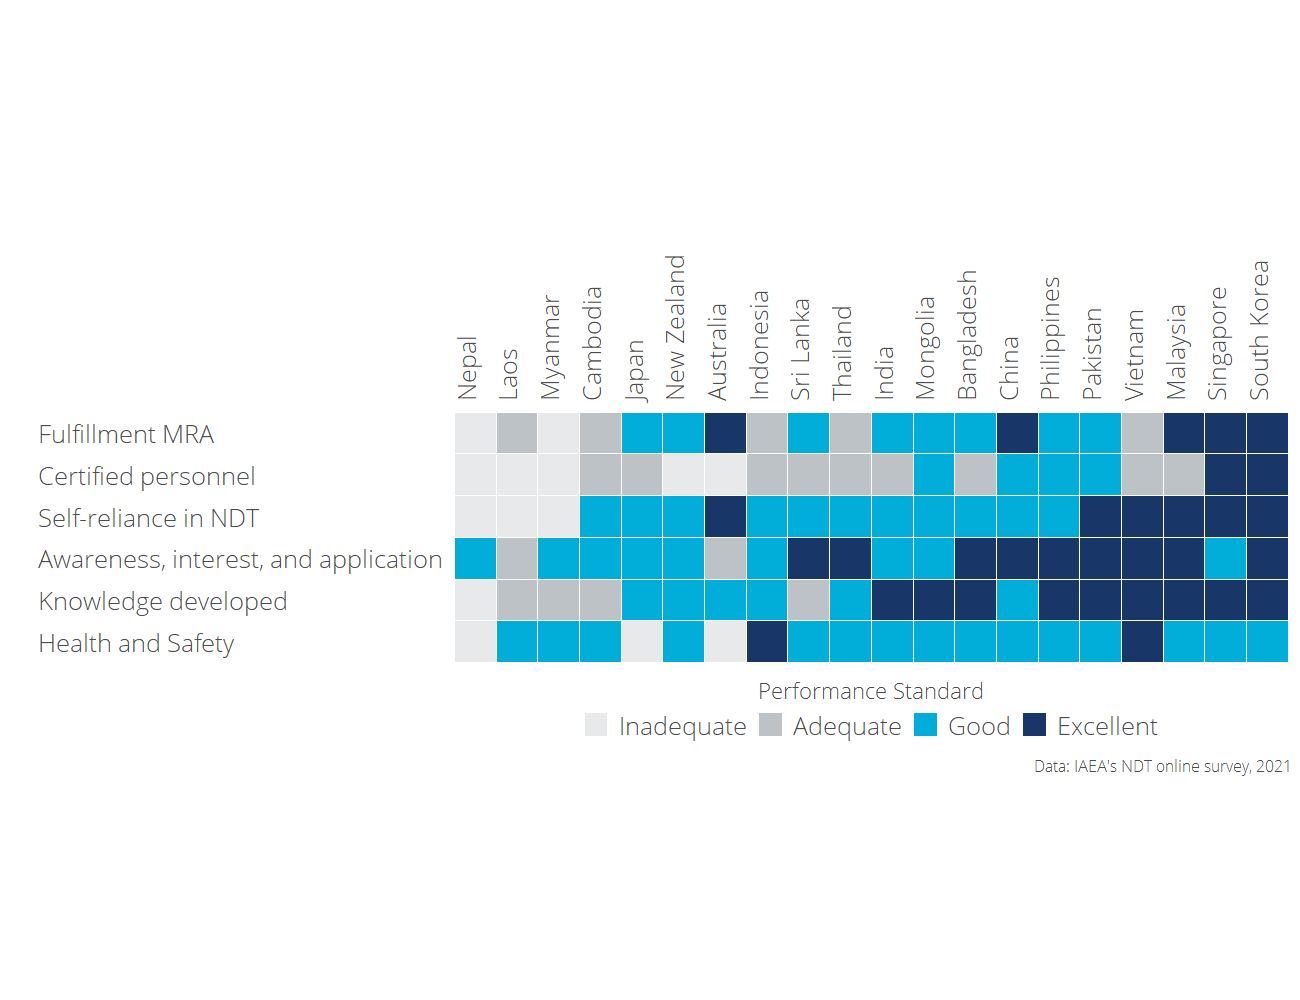 Nepal
Laos
Myanmar
Cambodia
Japan
New Zealand
Australia
Indonesia
Sri Lanka
Thailand
India
Mongolia
Bangladesh
China
Philippines
Pakistan
Vietnam
Malaysia
Singapore
South Korea
Fulfillment MRA
Certified personnel
Self-reliance in NDT
Awareness, interest, and application
Knowledge developed
Health and Safety
Performance Standard
Inadequate Adequate Good Excellent
Data: IAEA's NDT online survey, 2021